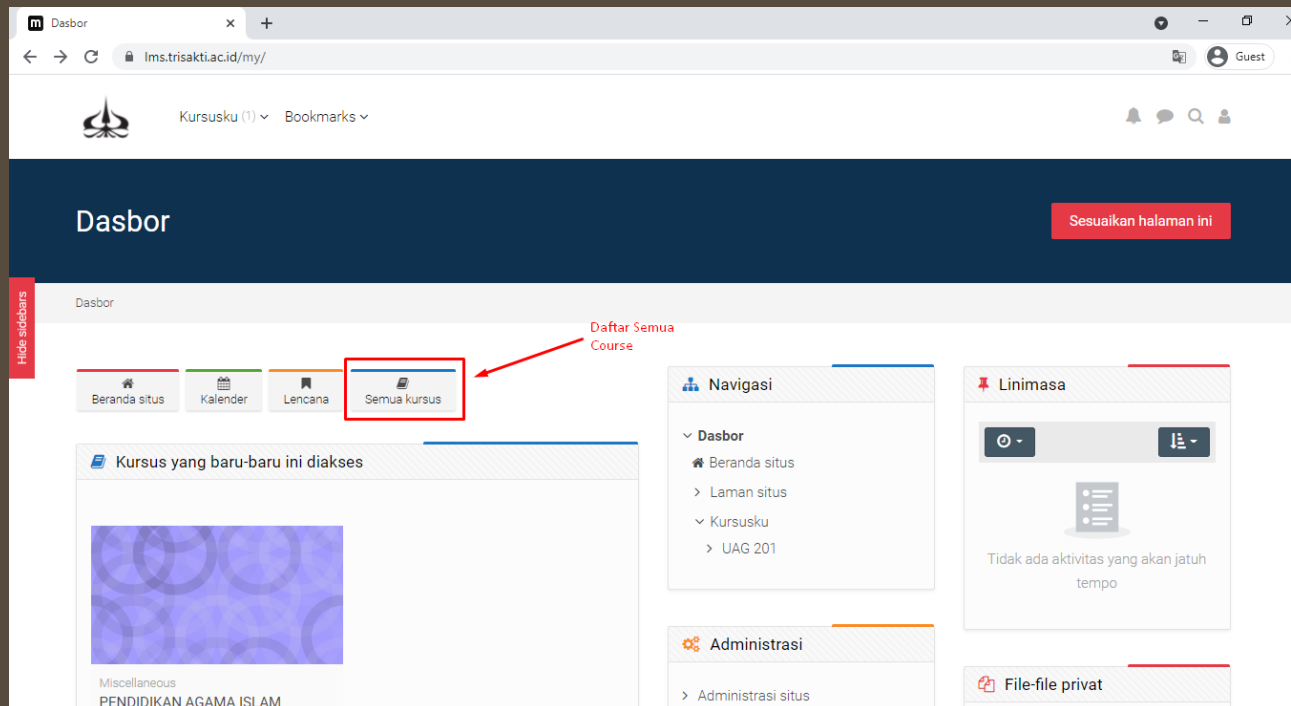 Dasbor
lms.trisakti.ac.id/my/
Guest
Kursusku (1)
Bookmarks
Dasbor
Sesuaikan halaman ini
Hide sidebars
Dasbor
Daftar Semua
Course
Beranda situs
Kalender
Lencana
Semua kursus
Kursus yang baru-baru ini diakses
Miscellaneous
PENDIDIKAN AGAMA ISLAM
Navigasi
Dasbor
Beranda situs
Laman situs
Kursusku
UAG 201
Administrasi
Administrasi situs
Linimasa
Tidak ada aktivitas yang akan jatuh
tempo
File-file privat